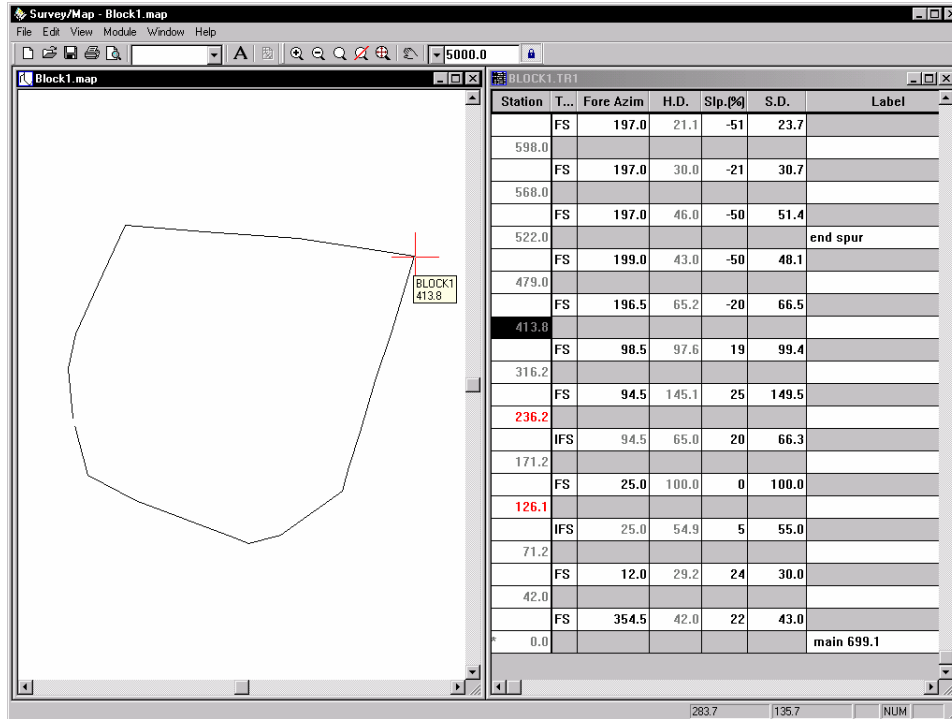 Survey/Map - Block1.map
File Edit View Module Window Help
A 5000.0
Block1.map
BLOCK1
413.8
BLOCK1.TR1
Station T... Fore Azim H.D. Slp.(%) S.D. Label
FS 197.0 21.1 -51 23.7
598.0
FS 197.0 30.0 -21 30.7
568.0
FS 197.0 46.0 -50 51.4
522.0 end spur
FS 199.0 43.0 -50 48.1
479.0
FS 196.5 65.2 -20 66.5
413.8
FS 98.5 97.6 19 99.4
316.2
FS 94.5 145.1 25 149.5
236.2
IFS 94.5 65.0 20 66.3
171.2
FS 25.0 100.0 0 100.0
126.1
IFS 25.0 54.9 5 55.0
71.2
FS 12.0 29.2 24 30.0
42.0
FS 354.5 42.0 22 43.0
* 0.0 main 699.1
283.7 135.7 NUM